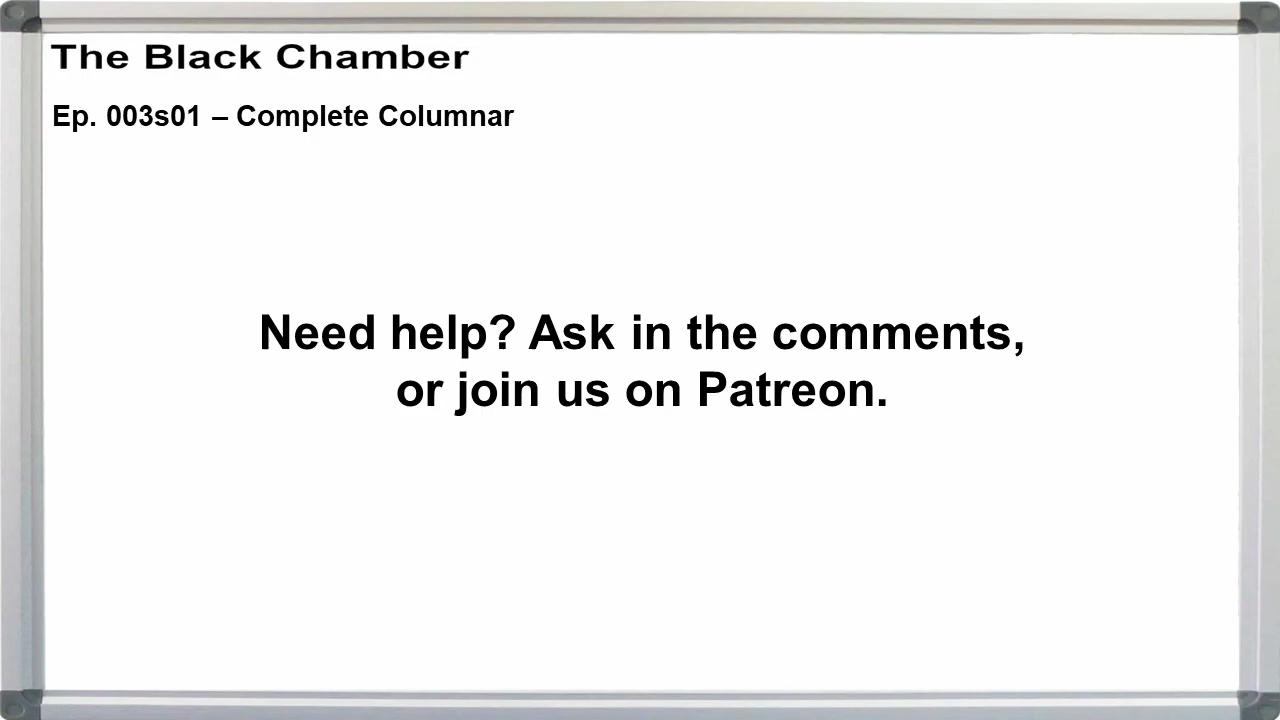 The Black Chamber
Ep. 003s01 – Complete Columnar
Need help? Ask in the comments,
or join us on Patreon.